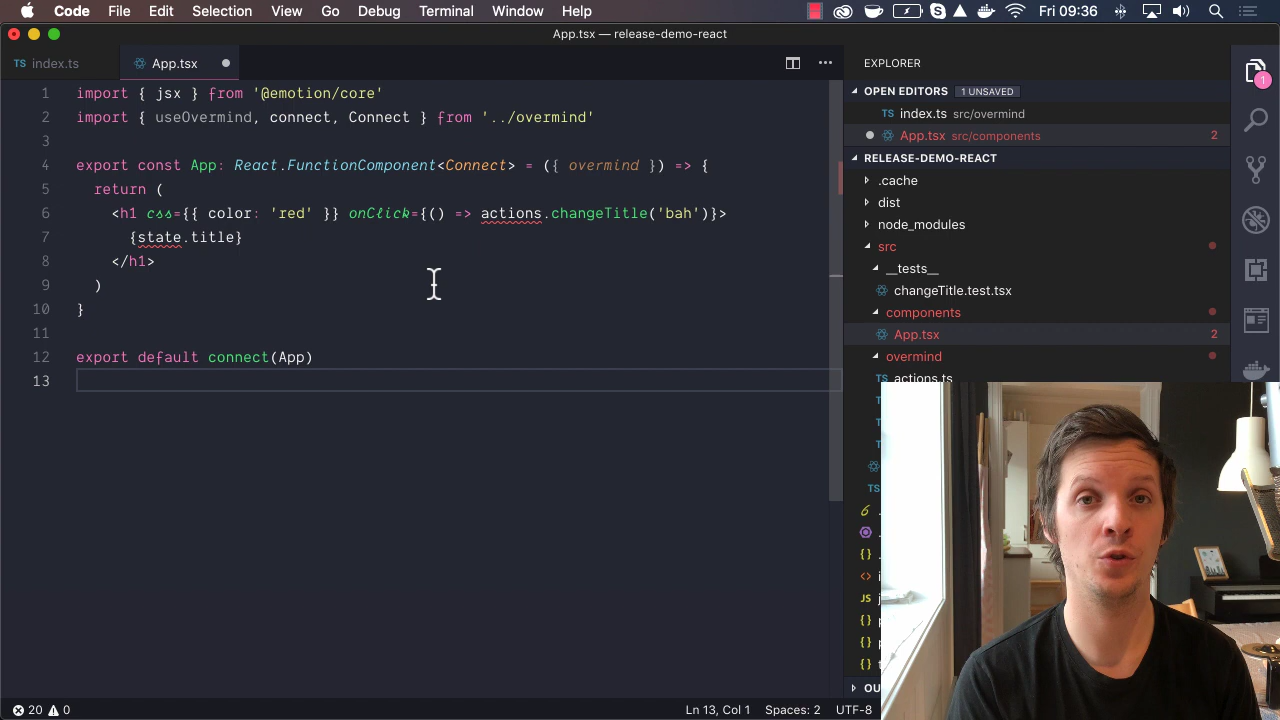 Code File Edit Selection View Go Debug Terminal Window Help Fri 09:36
App.tsx — release-demo-react
index.ts App.tsx
1 import { jsx } from '@emotion/core'
2 import { useOvermind, connect, Connect } from '../overmind'
3
4 export const App: React.FunctionComponent<Connect> = ({ overmind }) => {
5 return (
6 <h1 css={{ color: 'red' }} onClick={() => actions.changeTitle('bah')}>
7 {state.title}
8 </h1>
9 )
10 }
11
12 export default connect(App)
13
EXPLORER
OPEN EDITORS 1 UNSAVED
TS index.ts src/overmind
App.tsx src/components 2
RELEASE-DEMO-REACT
.cache
dist
node_modules
src
__tests__
changeTitle.test.tsx
components
App.tsx 2
overmind
TS actions.ts
TS
JS
OU
1
20 0 Ln 13, Col 1 Spaces: 2 UTF-8